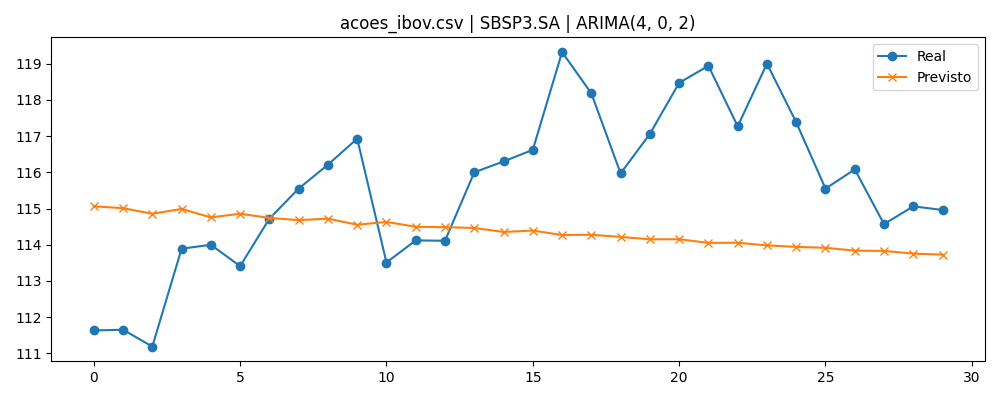 acoes_ibov.csv | SBSP3.SA | ARIMA(4, 0, 2)
Real
Previsto
119
118
117
116
115
114
113
112
111
0 5 10 15 20 25 30